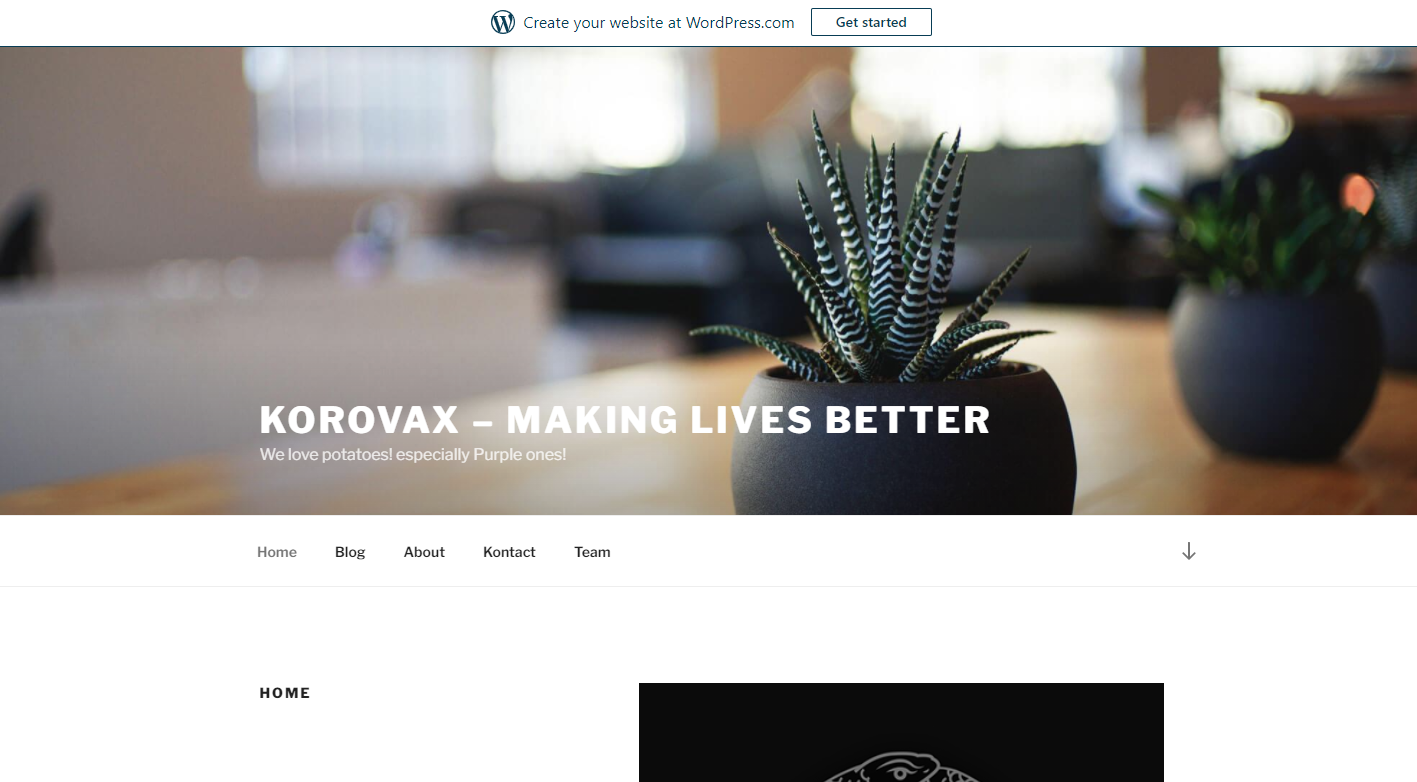 Create your website at WordPress.com
Get started
KOROVAX – MAKING LIVES BETTER
We love potatoes! especially Purple ones!
Home Blog About Kontact Team
HOME